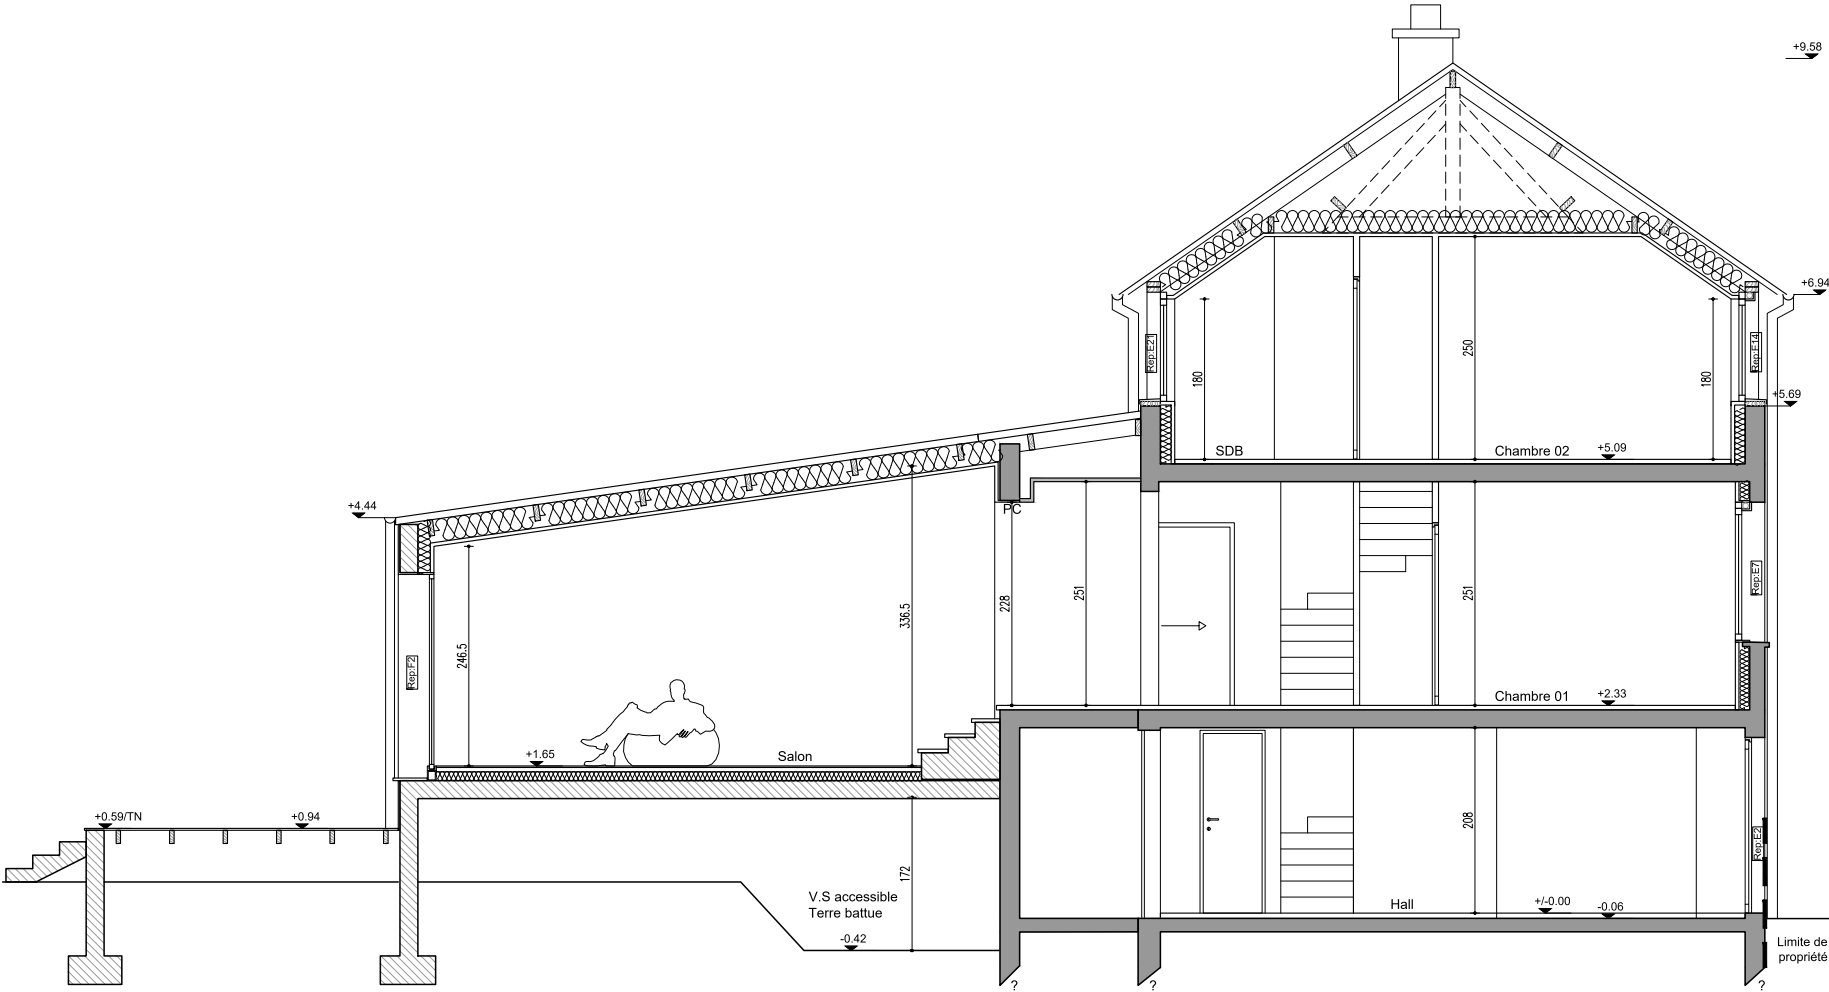 +9.58
+6.94
Rep:E21
Rep:E14
250
180
180
+5.69
SDB
Chambre 02
+5.09
+4.44
PC
336.5
246.5
228
251
251
Rep:E7
Rep:F2
Chambre 01
+2.33
+1.65
Salon
+0.59/TN
+0.94
208
Rep:E2
172
V.S accessible
Terre battue
Hall
+/-0.00
-0.06
-0.42
Limite de
propriété
?
?
?